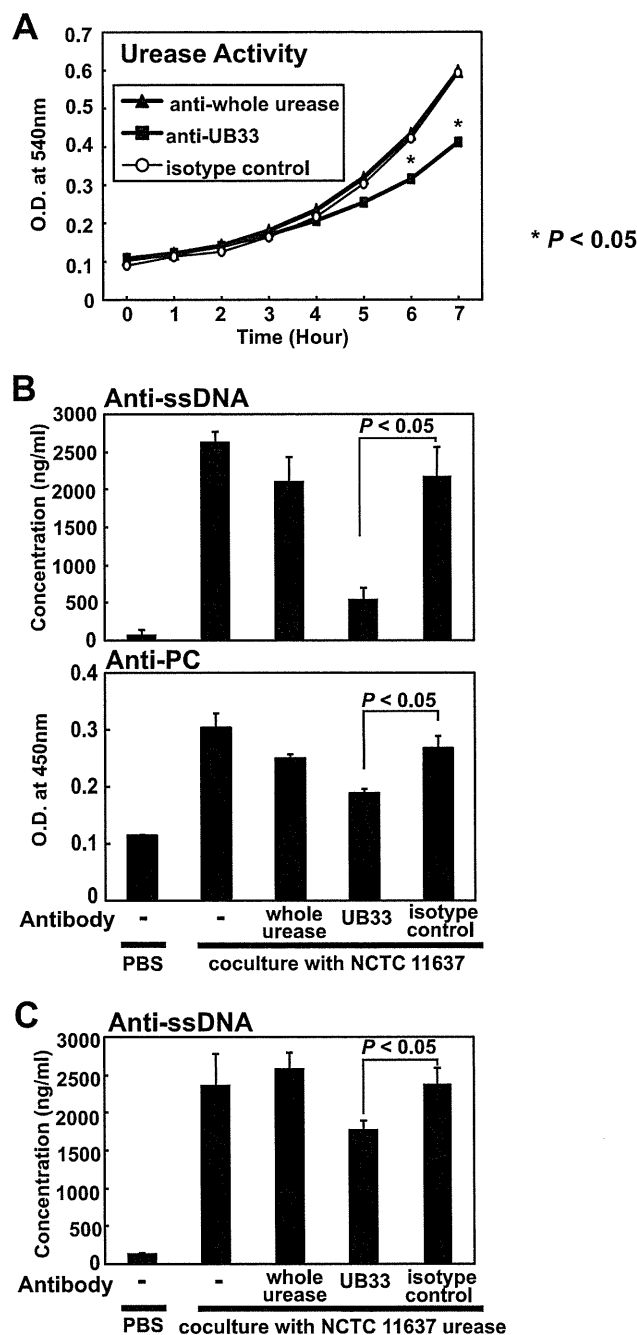 A
Urease Activity
0.7
0.6
0.5
0.4
0.3
0.2
0.1
0
O.D. at 540nm
anti-whole urease
anti-UB33
isotype control
*
*
* P < 0.05
0 1 2 3 4 5 6 7
Time (Hour)
B
Anti-ssDNA
3000
2500
2000
1500
1000
500
0
Concentration (ng/ml)
P < 0.05
Anti-PC
0.4
0.3
0.2
0.1
0
O.D. at 450nm
P < 0.05
Antibody - - whole urease UB33 isotype control
PBS coculture with NCTC 11637
C
Anti-ssDNA
3000
2500
2000
1500
1000
500
0
Concentration (ng/ml)
P < 0.05
Antibody - - whole urease UB33 isotype control
PBS coculture with NCTC 11637 urease